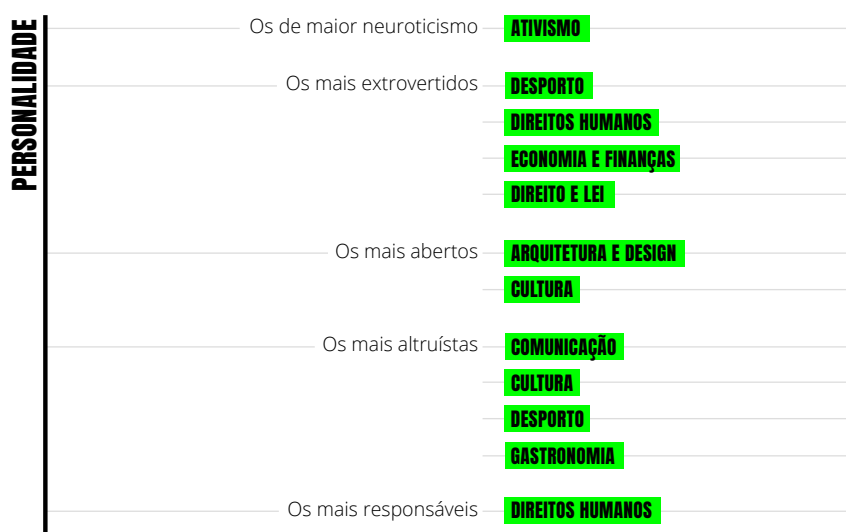 PERSONALIDADE
Os de maior neuroticismo ATIVISMO
Os mais extrovertidos DESPORTO
DIREITOS HUMANOS
ECONOMIA E FINANÇAS
DIREITO E LEI
Os mais abertos ARQUITETURA E DESIGN
CULTURA
Os mais altruístas COMUNICAÇÃO
CULTURA
DESPORTO
GASTRONOMIA
Os mais responsáveis DIREITOS HUMANOS